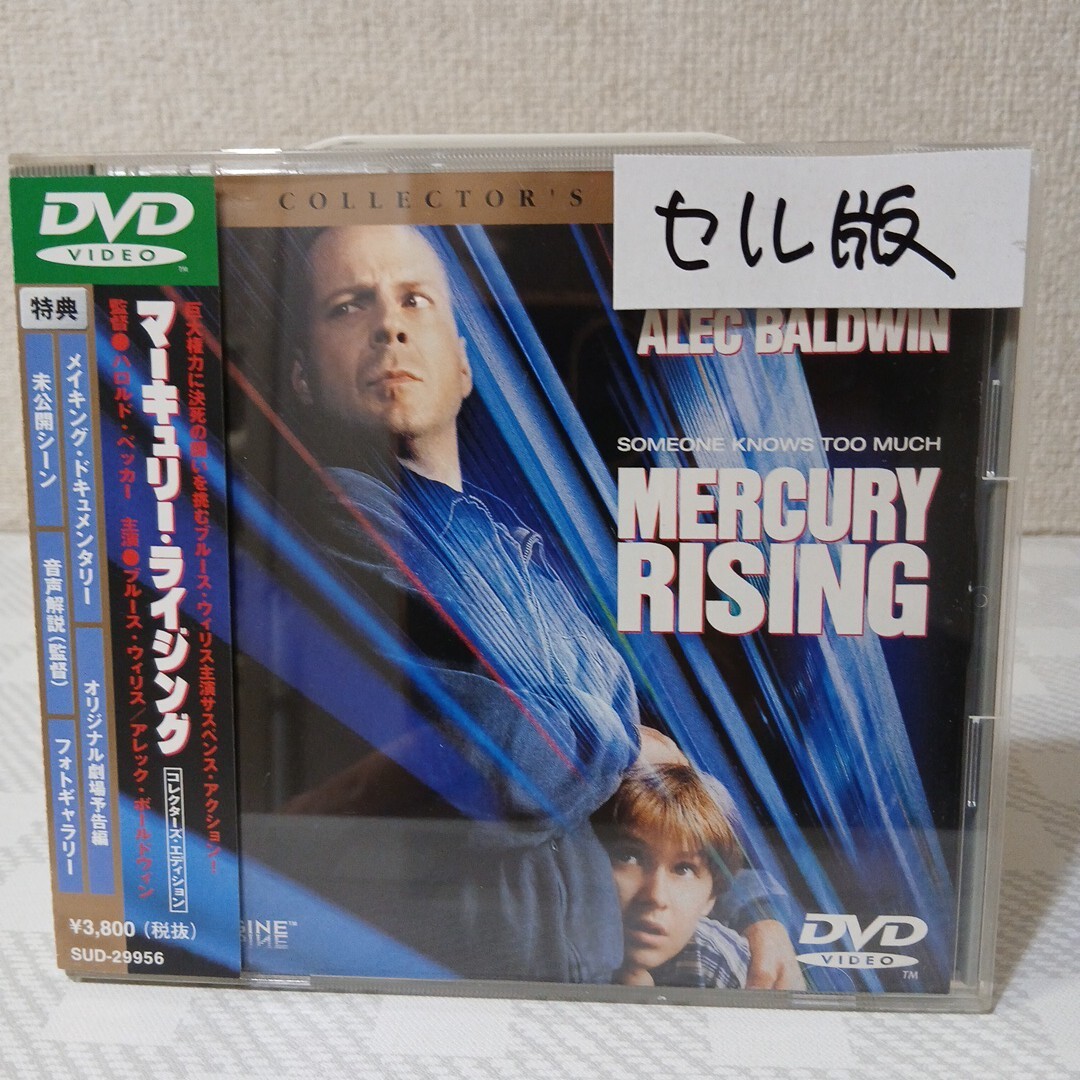 DVD
VIDEO
TM
特典
メイキング・ドキュメンタリー
オリジナル劇場予告編
未公開シーン
音声解説(監督)
フォトギャラリー
巨大権力に決死の闘いを挑むブルース・ウィリス主演サスペンス・アクション!
マーキュリー・ライジング
コレクターズ・エディション
監督●ハロルド・ベッカー 主演●ブルース・ウィリス/アレック・ボールドウィン
¥3,800(税抜)
SUD-29956
COLLECTOR'S
セル版
ALEC BALDWIN
SOMEONE KNOWS TOO MUCH
MERCURY
RISING
GINE™
DVD
VIDEO
TM